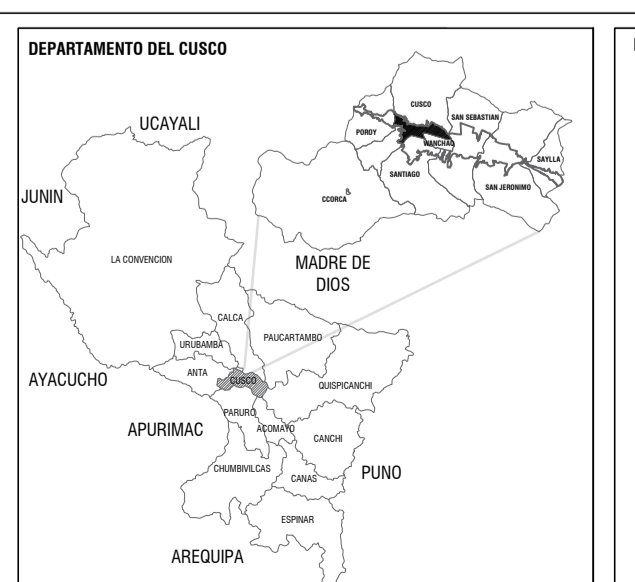 DEPARTAMENTO DEL CUSCO
CUSCO
SAN SEBASTIAN
POROY
WANCHAQ
SAYLLA
SANTIAGO
SAN JERONIMO
CCORCA
UCAYALI
JUNIN
LA CONVENCION
MADRE DE
DIOS
CALCA
PAUCARTAMBO
URUBAMBA
ANTA
CUSCO
AYACUCHO
QUISPICANCHI
PARURO
APURIMAC
ACOMAYO
CANCHI
CHUMBIVILCAS
CANAS
PUNO
ESPINAR
AREQUIPA